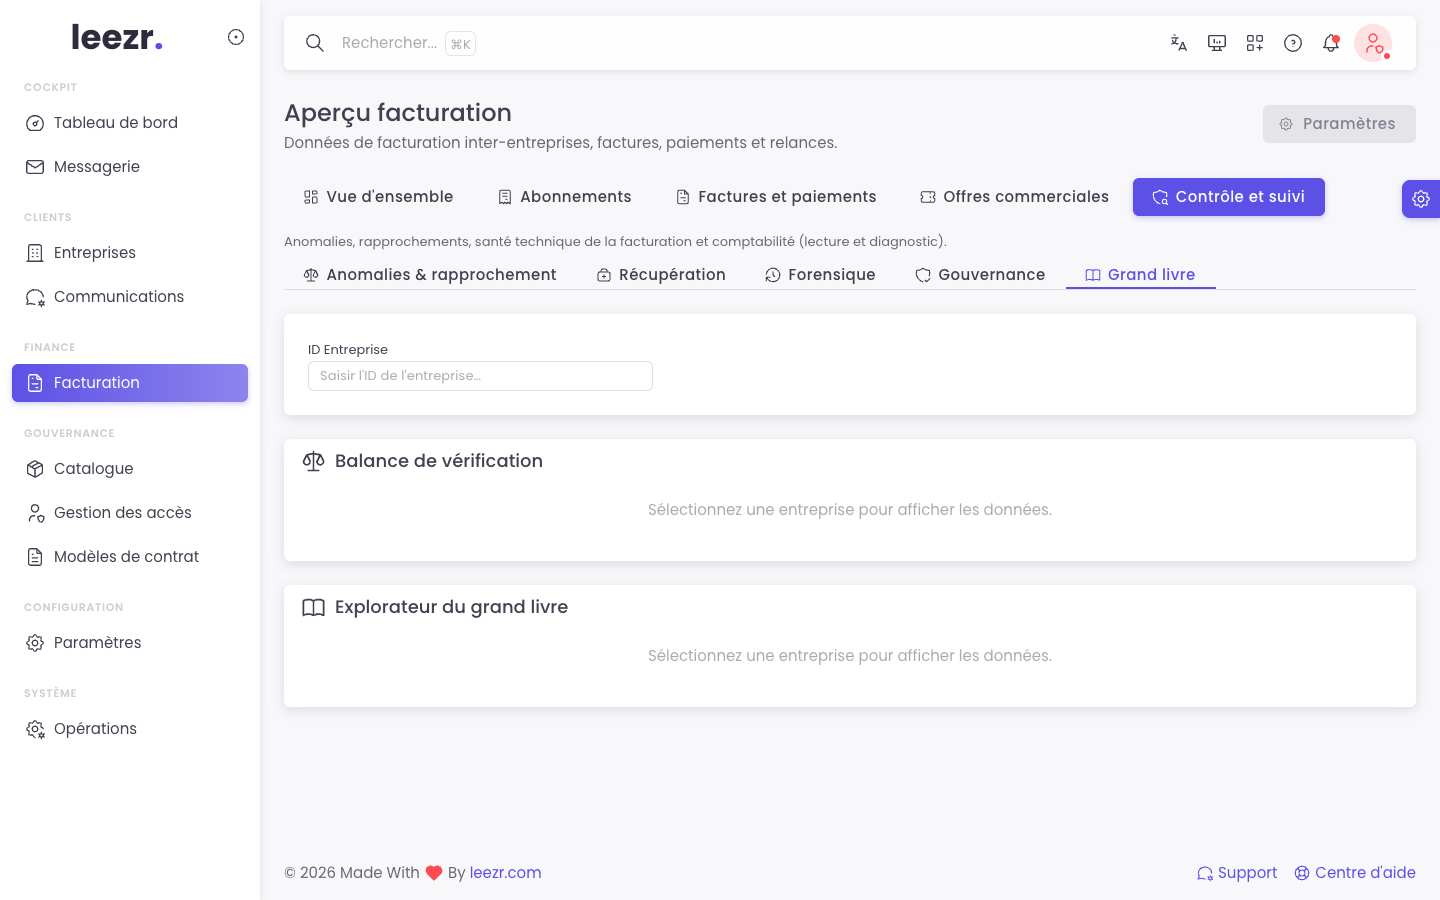 leezr.
COCKPIT
Tableau de bord
Messagerie
CLIENTS
Entreprises
Communications
FINANCE
Facturation
GOUVERNANCE
Catalogue
Gestion des accès
Modèles de contrat
CONFIGURATION
Paramètres
SYSTÈME
Opérations
Rechercher... ⌘K
Aperçu facturation
Données de facturation inter-entreprises, factures, paiements et relances.
Paramètres
Vue d'ensemble Abonnements Factures et paiements Offres commerciales Contrôle et suivi
Anomalies, rapprochements, santé technique de la facturation et comptabilité (lecture et diagnostic).
Anomalies & rapprochement Récupération Forensique Gouvernance Grand livre
ID Entreprise
Saisir l'ID de l'entreprise…
Balance de vérification
Sélectionnez une entreprise pour afficher les données.
Explorateur du grand livre
Sélectionnez une entreprise pour afficher les données.
© 2026 Made With By leezr.com
Support Centre d'aide